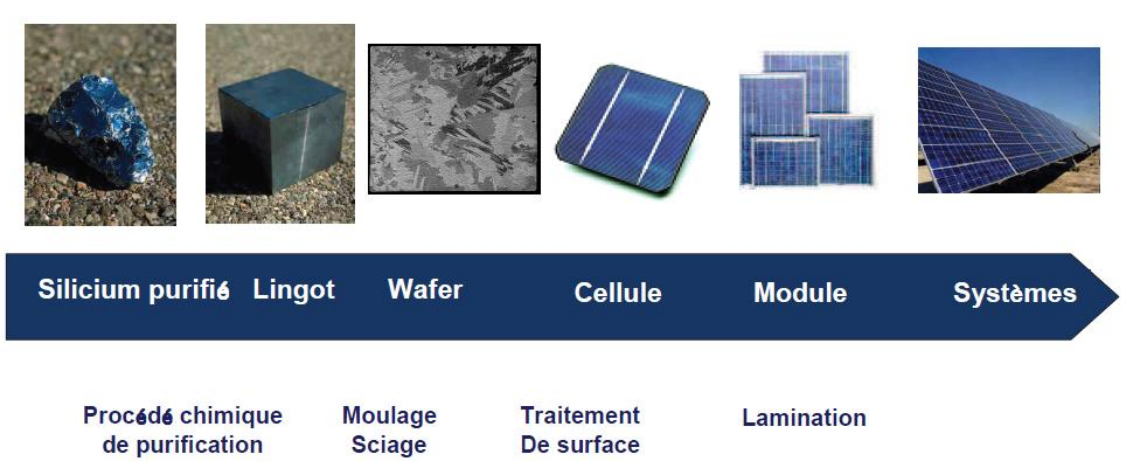 Silicium purifié Lingot Wafer Cellule Module Systèmes
Procédé chimique
de purification
Moulage
Sciage
Traitement
De surface
Lamination